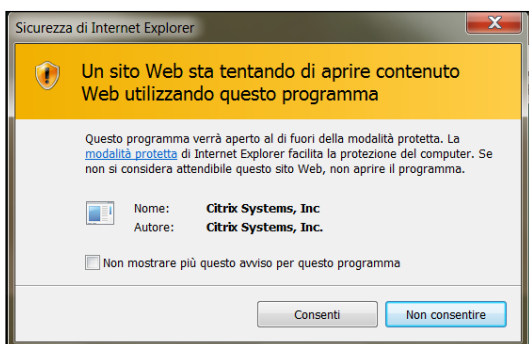 Sicurezza di Internet Explorer
Un sito Web sta tentando di aprire contenuto
Web utilizzando questo programma
Questo programma verrà aperto al di fuori della modalità protetta. La
modalità protetta di Internet Explorer facilita la protezione del computer. Se
non si considera attendibile questo sito Web, non aprire il programma.
Nome: Citrix Systems, Inc
Autore: Citrix Systems, Inc.
Non mostrare più questo avviso per questo programma
Consenti Non consentire